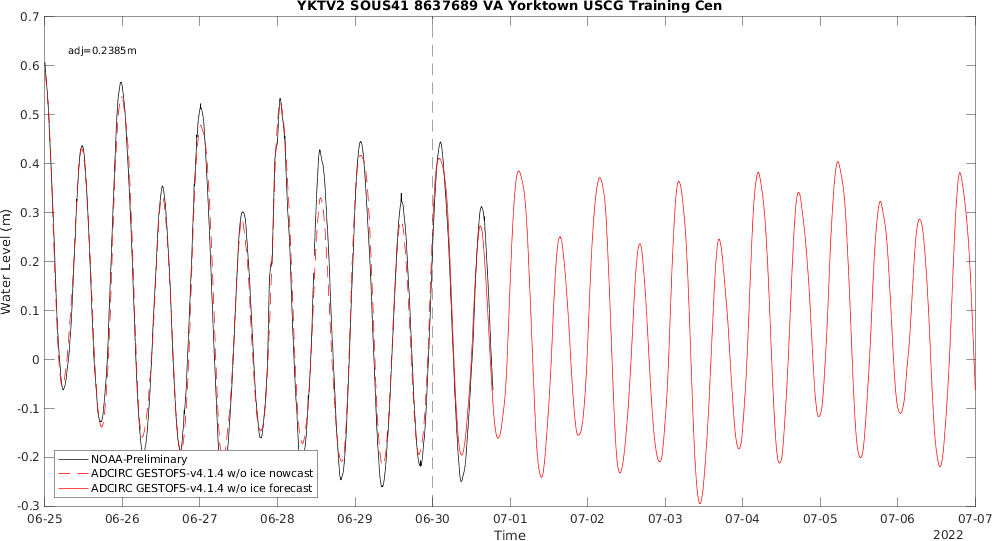 YKTV2 SOUS41 8637689 VA Yorktown USCG Training Cen
adj=0.2385m
0.7
0.6
0.5
0.4
0.3
0.2
0.1
0
-0.1
-0.2
-0.3
Water Level (m)
NOAA-Preliminary
ADCIRC GESTOFS-v4.1.4 w/o ice nowcast
ADCIRC GESTOFS-v4.1.4 w/o ice forecast
06-25 06-26 06-27 06-28 06-29 06-30 07-01 07-02 07-03 07-04 07-05 07-06 07-07
Time
2022